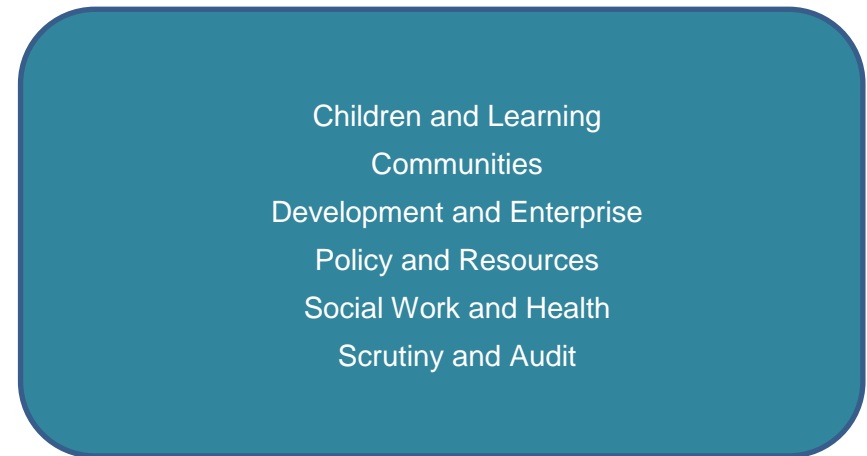 Children and Learning
Communities
Development and Enterprise
Policy and Resources
Social Work and Health
Scrutiny and Audit